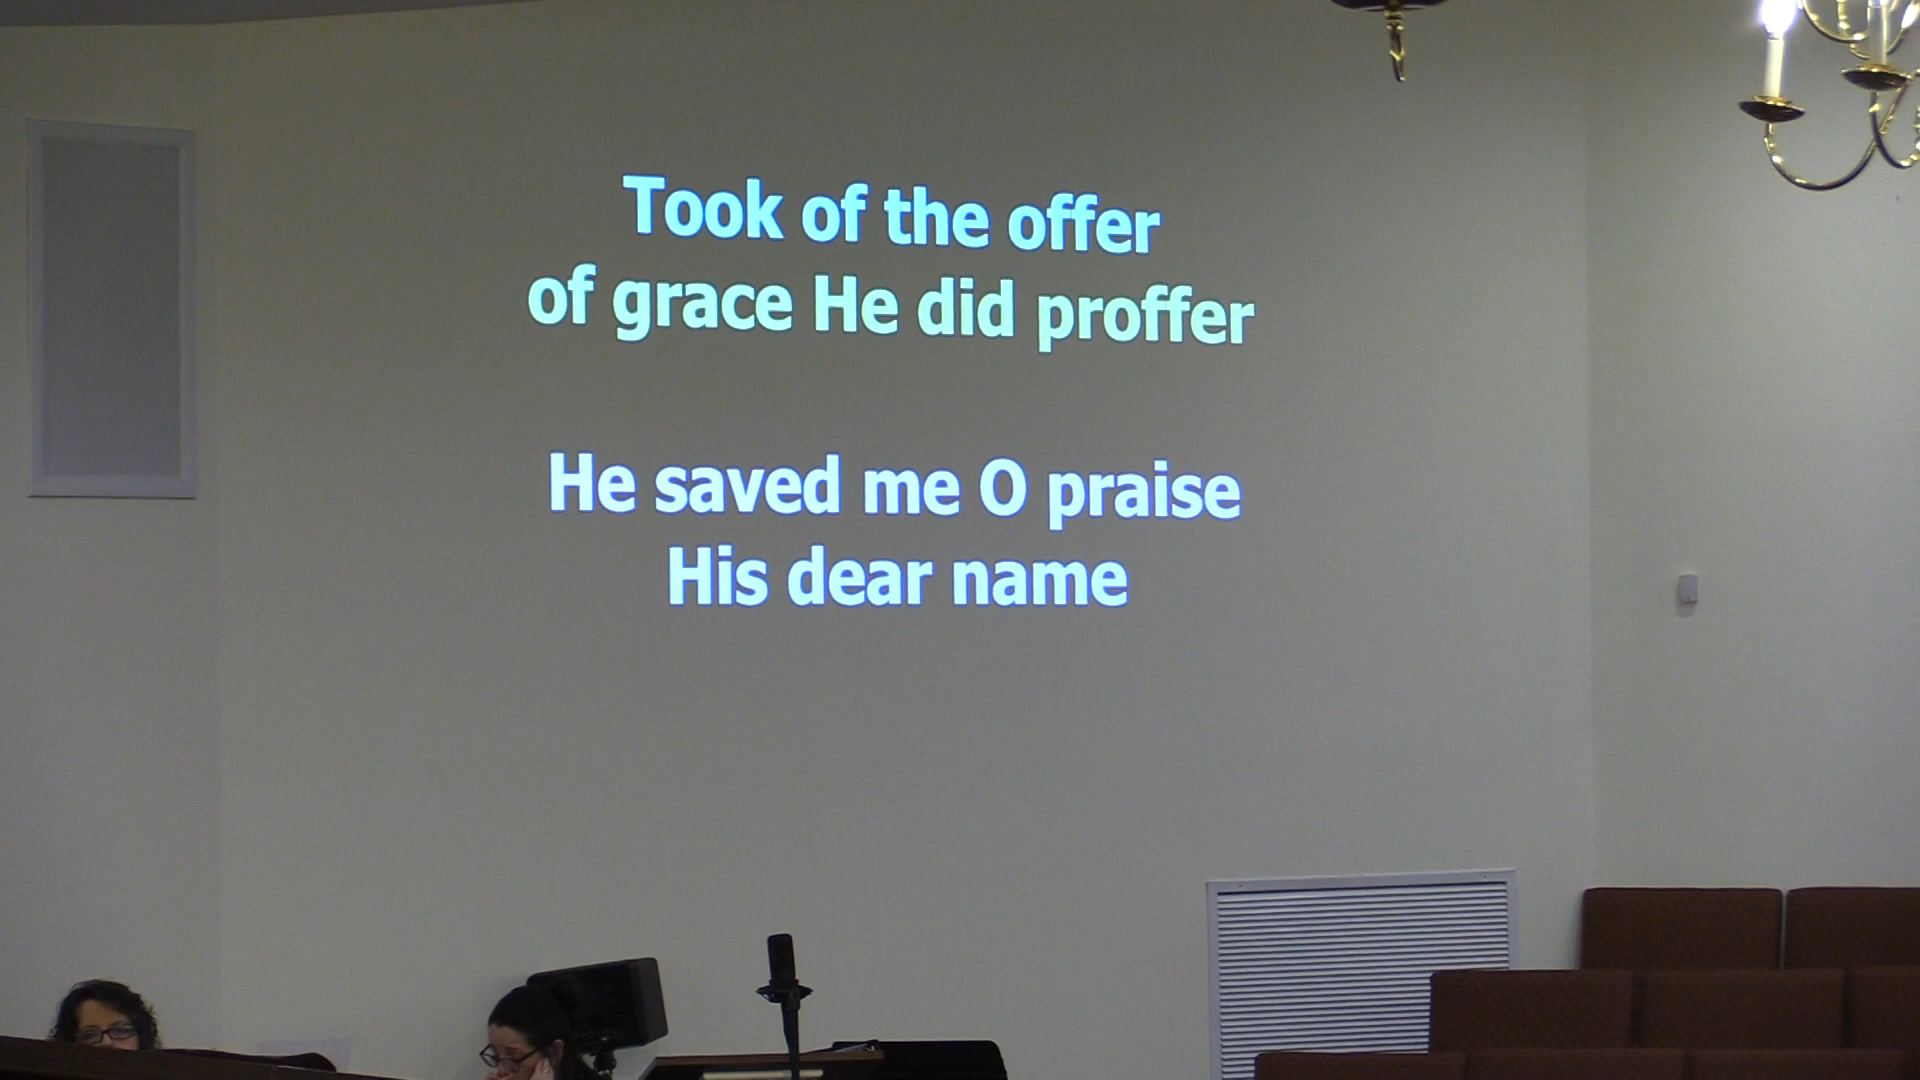 Took of the offer
of grace He did proffer
He saved me O praise
His dear name